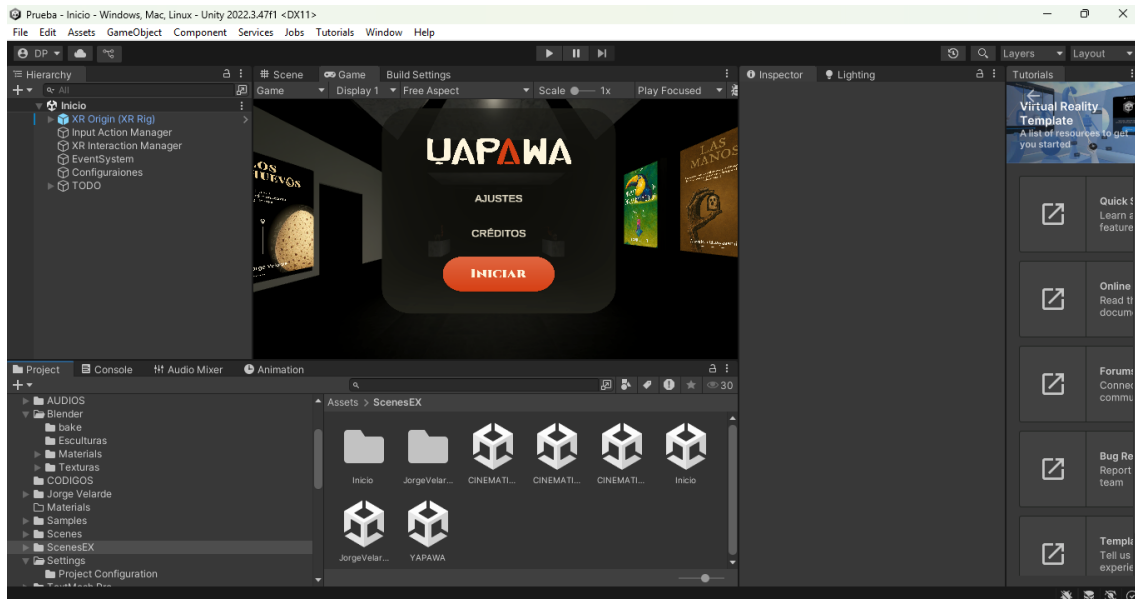 Prueba - Inicio - Windows, Mac, Linux - Unity 2022.3.47f1 <DX11>
File Edit Assets GameObject Component Services Jobs Tutorials Window Help
DP
Layers Layout
Hierarchy
All
Inicio
XR Origin (XR Rig)
Input Action Manager
XR Interaction Manager
EventSystem
Configuraiones
TODO
Scene Game Build Settings
Game Display 1 Free Aspect Scale 1x Play Focused
UAPAWA
AJUSTES
CRÉDITOS
INICIAR
LAS
MANOS
Inspector Lighting
Tutorials
Virtual Reality
Template
A list of resources to get
you started
Quick S
Learn a
feature
Online
Read th
docum
Forums
Connec
commu
Bug Re
Report
team
Templa
Tell us
experie
Project Console Audio Mixer Animation
30
AUDIOS
Blender
bake
Esculturas
Materials
Texturas
CODIGOS
Jorge Velarde
Materials
Samples
Scenes
ScenesEX
Settings
Project Configuration
Assets > ScenesEX
Inicio JorgeVelar... CINEMATI... CINEMATI... CINEMATI... Inicio
JorgeVelar... YAPAWA